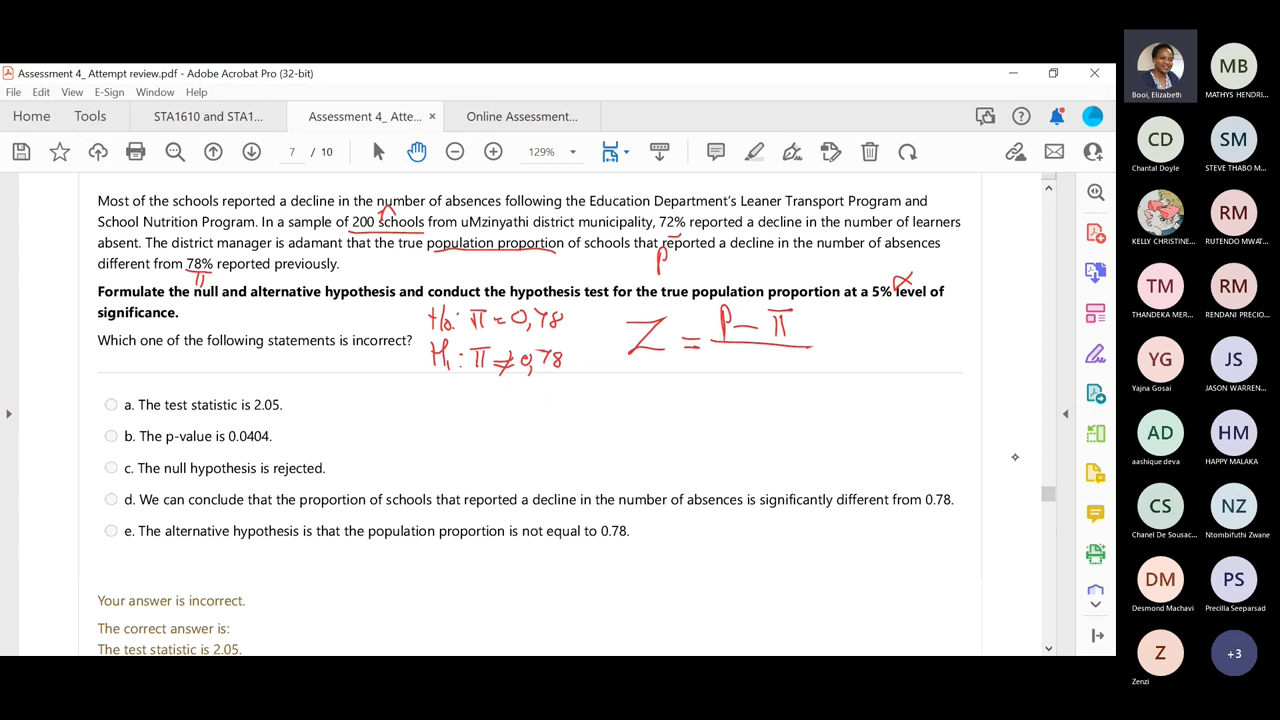 Assessment 4_ Attempt review.pdf - Adobe Acrobat Pro (32-bit)
File Edit View E-Sign Window Help
Home Tools STA1610 and STA1... Assessment 4_ Atte... × Online Assessment...
7 / 10 129%
Most of the schools reported a decline in the number of absences following the Education Department's Leaner Transport Program and
School Nutrition Program. In a sample of 200 schools from uMzinyathi district municipality, 72% reported a decline in the number of learners
absent. The district manager is adamant that the true population proportion of schools that reported a decline in the number of absences
different from 78% reported previously.
n
p
π
α
Formulate the null and alternative hypothesis and conduct the hypothesis test for the true population proportion at a 5% level of
significance.
Which one of the following statements is incorrect?
H0: π = 0,78
H1: π ≠ 0,78
Z = p - π
a. The test statistic is 2.05.
b. The p-value is 0.0404.
c. The null hypothesis is rejected.
d. We can conclude that the proportion of schools that reported a decline in the number of absences is significantly different from 0.78.
e. The alternative hypothesis is that the population proportion is not equal to 0.78.
Your answer is incorrect.
The correct answer is:
The test statistic is 2.05.
Booi, Elizabeth
MB
MATHYS HENDRI...
CD
Chantal Doyle
SM
STEVE THABO M...
KELLY CHRISTINE...
RM
RUTENDO MWAT...
TM
THANDEKA MER...
RM
RENDANI PRECIO...
YG
Yajna Gosai
JS
JASON WARREN...
AD
aashique deva
HM
HAPPY MALAKA
CS
Chanel De Sousac...
NZ
Ntombifuthi Zwane
DM
Desmond Machavi
PS
Precilla Seeparsad
Z
Zenzi
+3